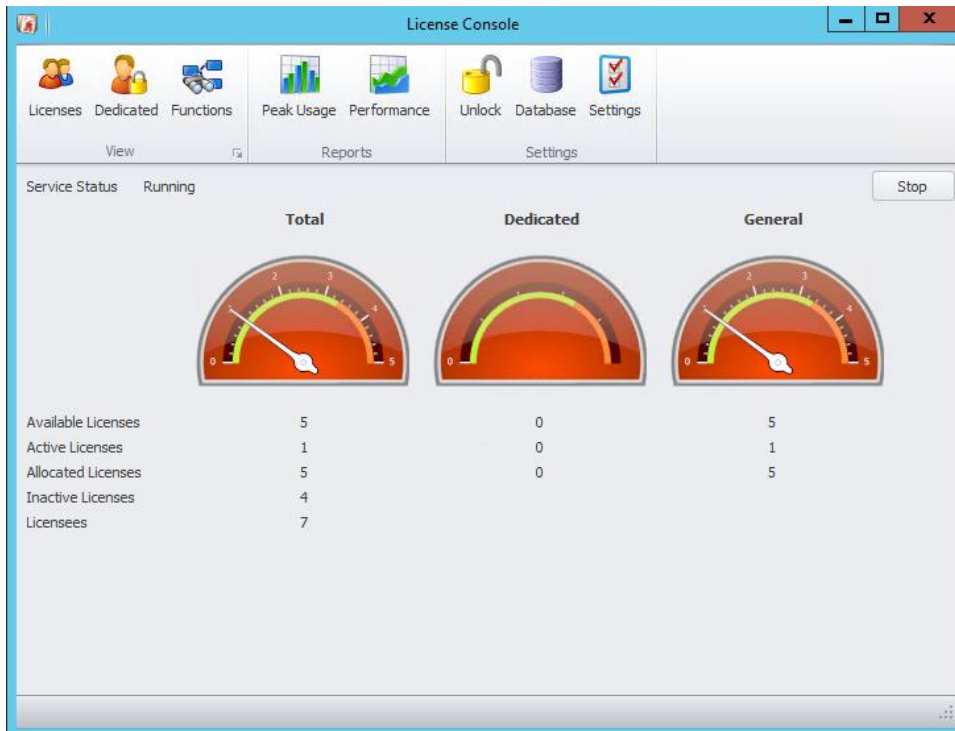 License Console
Licenses Dedicated Functions Peak Usage Performance Unlock Database Settings
View Reports Settings
Service Status Running Stop
Total Dedicated General
0 1 2 3 4 5 0 0 1 2 3 4 5
Available Licenses 5 0 5
Active Licenses 1 0 1
Allocated Licenses 5 0 5
Inactive Licenses 4
Licensees 7